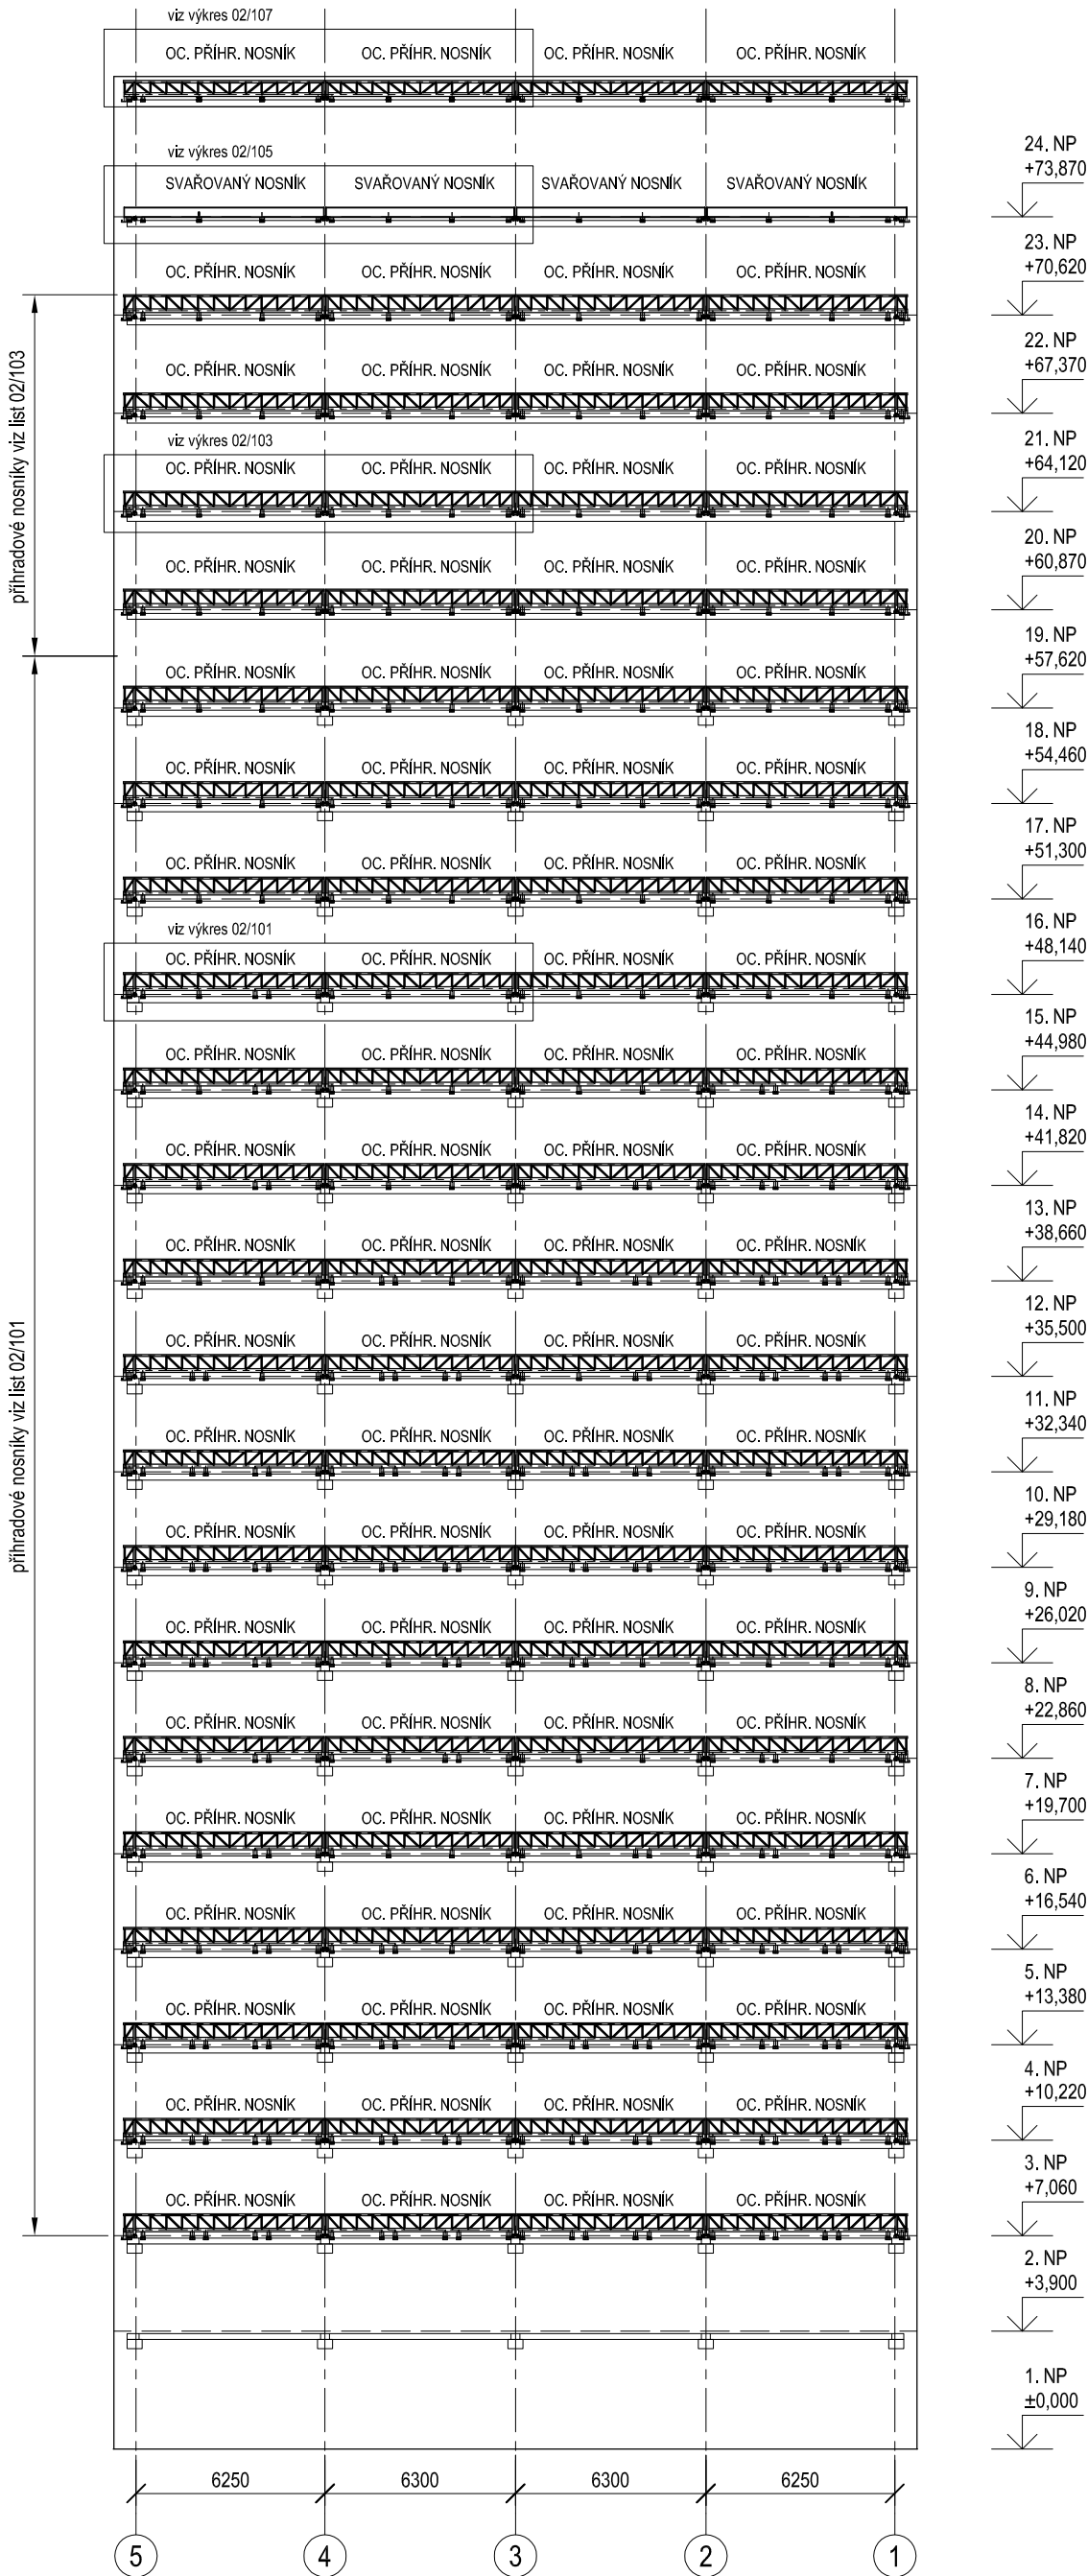 viz výkres 02/107
OC. PŘÍHR. NOSNÍK OC. PŘÍHR. NOSNÍK OC. PŘÍHR. NOSNÍK OC. PŘÍHR. NOSNÍK
24. NP
+73,870
viz výkres 02/105
SVAŘOVANÝ NOSNÍK SVAŘOVANÝ NOSNÍK SVAŘOVANÝ NOSNÍK SVAŘOVANÝ NOSNÍK
23. NP
+70,620
OC. PŘÍHR. NOSNÍK OC. PŘÍHR. NOSNÍK OC. PŘÍHR. NOSNÍK OC. PŘÍHR. NOSNÍK
22. NP
+67,370
OC. PŘÍHR. NOSNÍK OC. PŘÍHR. NOSNÍK OC. PŘÍHR. NOSNÍK OC. PŘÍHR. NOSNÍK
příhradové nosníky viz list 02/103
21. NP
+64,120
viz výkres 02/103
OC. PŘÍHR. NOSNÍK OC. PŘÍHR. NOSNÍK OC. PŘÍHR. NOSNÍK OC. PŘÍHR. NOSNÍK
20. NP
+60,870
OC. PŘÍHR. NOSNÍK OC. PŘÍHR. NOSNÍK OC. PŘÍHR. NOSNÍK OC. PŘÍHR. NOSNÍK
19. NP
+57,620
OC. PŘÍHR. NOSNÍK OC. PŘÍHR. NOSNÍK OC. PŘÍHR. NOSNÍK OC. PŘÍHR. NOSNÍK
18. NP
+54,460
OC. PŘÍHR. NOSNÍK OC. PŘÍHR. NOSNÍK OC. PŘÍHR. NOSNÍK OC. PŘÍHR. NOSNÍK
17. NP
+51,300
OC. PŘÍHR. NOSNÍK OC. PŘÍHR. NOSNÍK OC. PŘÍHR. NOSNÍK OC. PŘÍHR. NOSNÍK
16. NP
+48,140
viz výkres 02/101
OC. PŘÍHR. NOSNÍK OC. PŘÍHR. NOSNÍK OC. PŘÍHR. NOSNÍK OC. PŘÍHR. NOSNÍK
15. NP
+44,980
OC. PŘÍHR. NOSNÍK OC. PŘÍHR. NOSNÍK OC. PŘÍHR. NOSNÍK OC. PŘÍHR. NOSNÍK
14. NP
+41,820
OC. PŘÍHR. NOSNÍK OC. PŘÍHR. NOSNÍK OC. PŘÍHR. NOSNÍK OC. PŘÍHR. NOSNÍK
13. NP
+38,660
OC. PŘÍHR. NOSNÍK OC. PŘÍHR. NOSNÍK OC. PŘÍHR. NOSNÍK OC. PŘÍHR. NOSNÍK
12. NP
+35,500
OC. PŘÍHR. NOSNÍK OC. PŘÍHR. NOSNÍK OC. PŘÍHR. NOSNÍK OC. PŘÍHR. NOSNÍK
příhradové nosníky viz list 02/101
11. NP
+32,340
OC. PŘÍHR. NOSNÍK OC. PŘÍHR. NOSNÍK OC. PŘÍHR. NOSNÍK OC. PŘÍHR. NOSNÍK
10. NP
+29,180
OC. PŘÍHR. NOSNÍK OC. PŘÍHR. NOSNÍK OC. PŘÍHR. NOSNÍK OC. PŘÍHR. NOSNÍK
9. NP
+26,020
OC. PŘÍHR. NOSNÍK OC. PŘÍHR. NOSNÍK OC. PŘÍHR. NOSNÍK OC. PŘÍHR. NOSNÍK
8. NP
+22,860
OC. PŘÍHR. NOSNÍK OC. PŘÍHR. NOSNÍK OC. PŘÍHR. NOSNÍK OC. PŘÍHR. NOSNÍK
7. NP
+19,700
OC. PŘÍHR. NOSNÍK OC. PŘÍHR. NOSNÍK OC. PŘÍHR. NOSNÍK OC. PŘÍHR. NOSNÍK
6. NP
+16,540
OC. PŘÍHR. NOSNÍK OC. PŘÍHR. NOSNÍK OC. PŘÍHR. NOSNÍK OC. PŘÍHR. NOSNÍK
5. NP
+13,380
OC. PŘÍHR. NOSNÍK OC. PŘÍHR. NOSNÍK OC. PŘÍHR. NOSNÍK OC. PŘÍHR. NOSNÍK
4. NP
+10,220
OC. PŘÍHR. NOSNÍK OC. PŘÍHR. NOSNÍK OC. PŘÍHR. NOSNÍK OC. PŘÍHR. NOSNÍK
3. NP
+7,060
OC. PŘÍHR. NOSNÍK OC. PŘÍHR. NOSNÍK OC. PŘÍHR. NOSNÍK OC. PŘÍHR. NOSNÍK
2. NP
+3,900
1. NP
±0,000
6250 6300 6300 6250
5 4 3 2 1